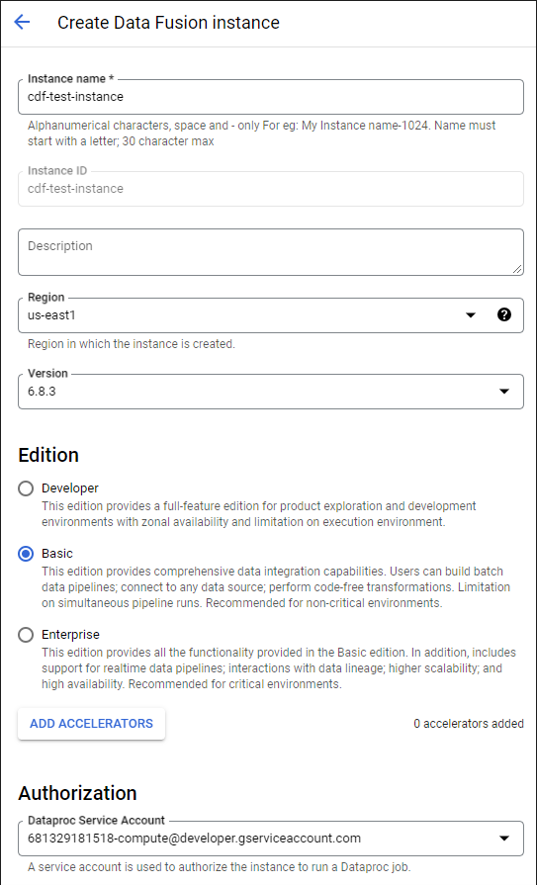 Create Data Fusion instance
Instance name *
cdf-test-instance
Alphanumerical characters, space and - only For eg: My Instance name-1024. Name must
start with a letter; 30 character max
Instance ID
cdf-test-instance
Description
Region
us-east1
?
Region in which the instance is created.
Version
6.8.3
Edition
Developer
This edition provides a full-feature edition for product exploration and development
environments with zonal availability and limitation on execution environment.
Basic
This edition provides comprehensive data integration capabilities. Users can build batch
data pipelines; connect to any data source; perform code-free transformations. Limitation
on simultaneous pipeline runs. Recommended for non-critical environments.
Enterprise
This edition provides all the functionality provided in the Basic edition. In addition, includes
support for realtime data pipelines; interactions with data lineage; higher scalability; and
high availability. Recommended for critical environments.
ADD ACCELERATORS 0 accelerators added
Authorization
Dataproc Service Account
681329181518-compute@developer.gserviceaccount.com
A service account is used to authorize the instance to run a Dataproc job.